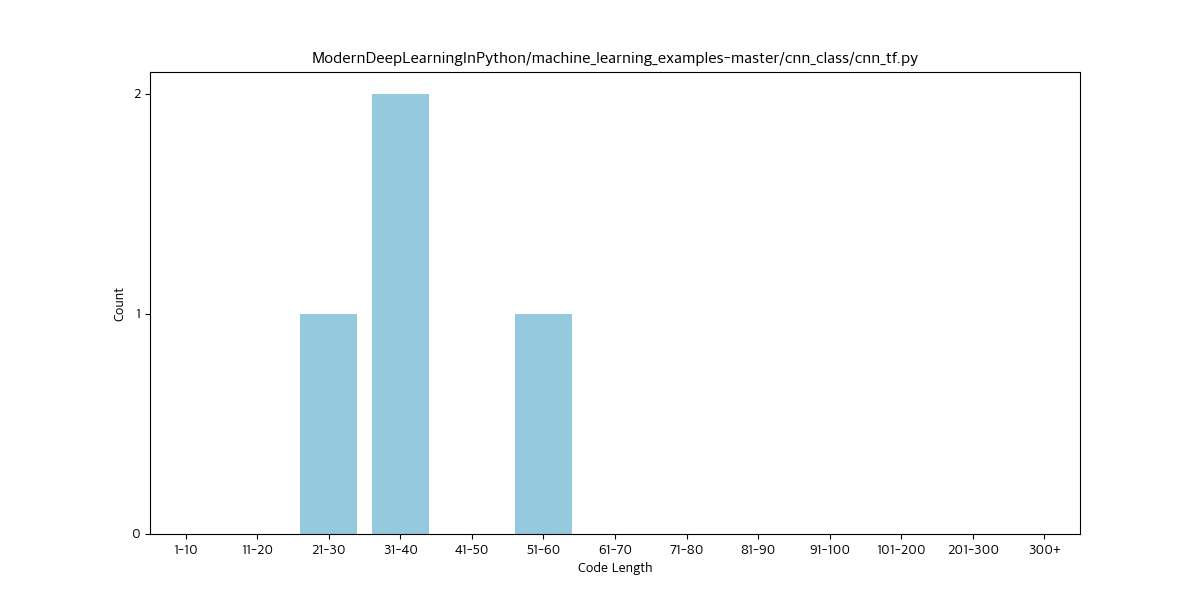 ModernDeepLearningInPython/machine_learning_examples-master/cnn_class/cnn_tf.py
2
1
0
Count
1-10 11-20 21-30 31-40 41-50 51-60 61-70 71-80 81-90 91-100 101-200 201-300 300+
Code Length